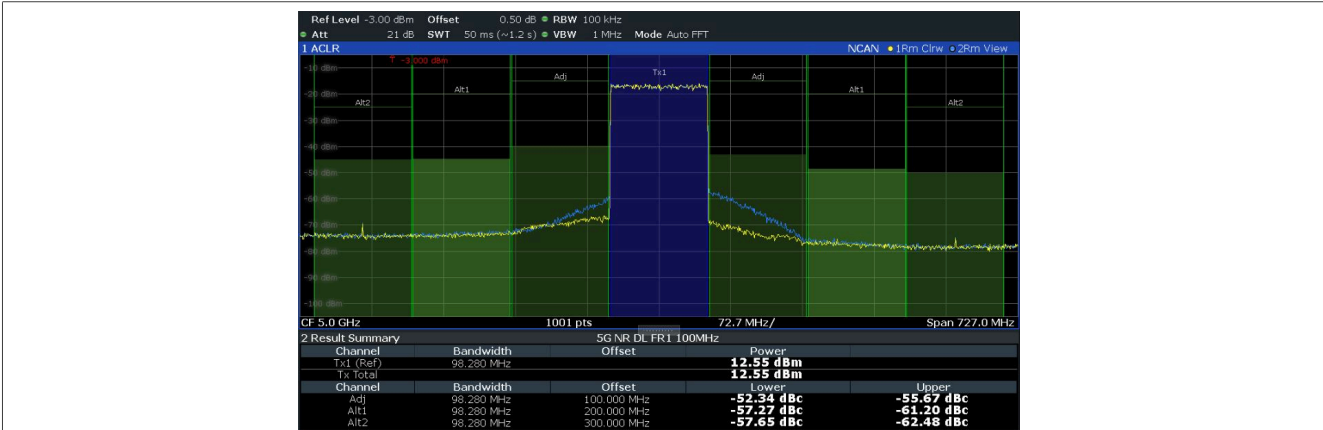 Ref Level -3.00 dBm Offset 0.50 dB RBW 100 kHz
Att 21 dB SWT 50 ms (~1.2 s) VBW 1 MHz Mode Auto FFT
1 ACLR NCAN 1Rm Clrw 2Rm View
-10 dBm
T -3.000 dBm
Adj Tx1 Adj
-20 dBm
Alt1 Alt1
Alt2 Alt2
-30 dBm
-40 dBm
-50 dBm
-60 dBm
-70 dBm
-80 dBm
-90 dBm
-100 dBm
CF 5.0 GHz 1001 pts 72.7 MHz/ Span 727.0 MHz
2 Result Summary 5G NR DL FR1 100MHz
Channel Bandwidth Offset Power
Tx1 (Ref) 98.280 MHz 12.55 dBm
Tx Total 12.55 dBm
Channel Bandwidth Offset Lower Upper
Adj 98.280 MHz 100.000 MHz -52.34 dBc -55.67 dBc
Alt1 98.280 MHz 200.000 MHz -57.27 dBc -61.20 dBc
Alt2 98.280 MHz 300.000 MHz -57.65 dBc -62.48 dBc